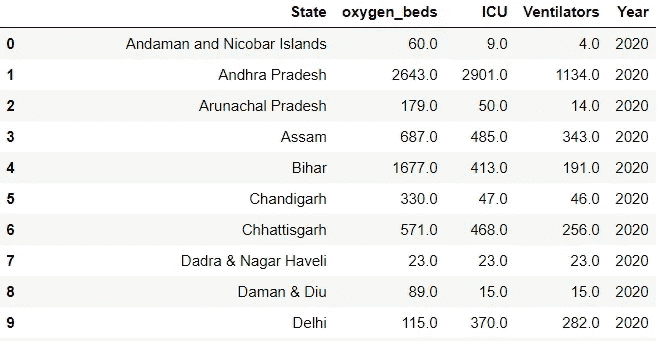 State oxygen_beds ICU Ventilators Year
0 Andaman and Nicobar Islands 60.0 9.0 4.0 2020
1 Andhra Pradesh 2643.0 2901.0 1134.0 2020
2 Arunachal Pradesh 179.0 50.0 14.0 2020
3 Assam 687.0 485.0 343.0 2020
4 Bihar 1677.0 413.0 191.0 2020
5 Chandigarh 330.0 47.0 46.0 2020
6 Chhattisgarh 571.0 468.0 256.0 2020
7 Dadra & Nagar Haveli 23.0 23.0 23.0 2020
8 Daman & Diu 89.0 15.0 15.0 2020
9 Delhi 115.0 370.0 282.0 2020